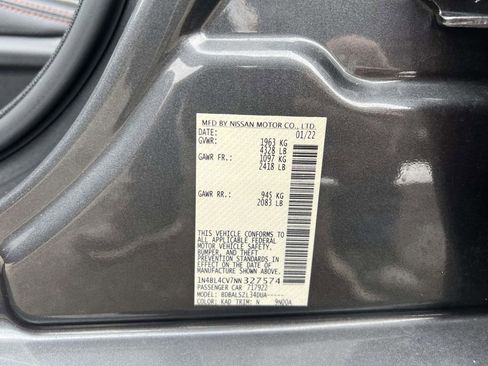 MFD BY NISSAN MOTOR CO., LTD.
DATE: 01/22
GVWR: 1963 KG
4328 LB
GAWR FR.: 1097 KG
2418 LB
GAWR RR.: 945 KG
2083 LB
THIS VEHICLE CONFORMS TO
ALL APPLICABLE FEDERAL
MOTOR VEHICLE SAFETY,
BUMPER, AND THEFT
PREVENTION STANDARDS
IN EFFECT ON THE DATE OF
MANUFACTURE SHOWN ABOVE.
1N4BL4CV7NN327574
PASSENGER CAR 717922
MODEL: BDBALSZL34DUA-----
COLOR: KAD TRIM: N 9N00A